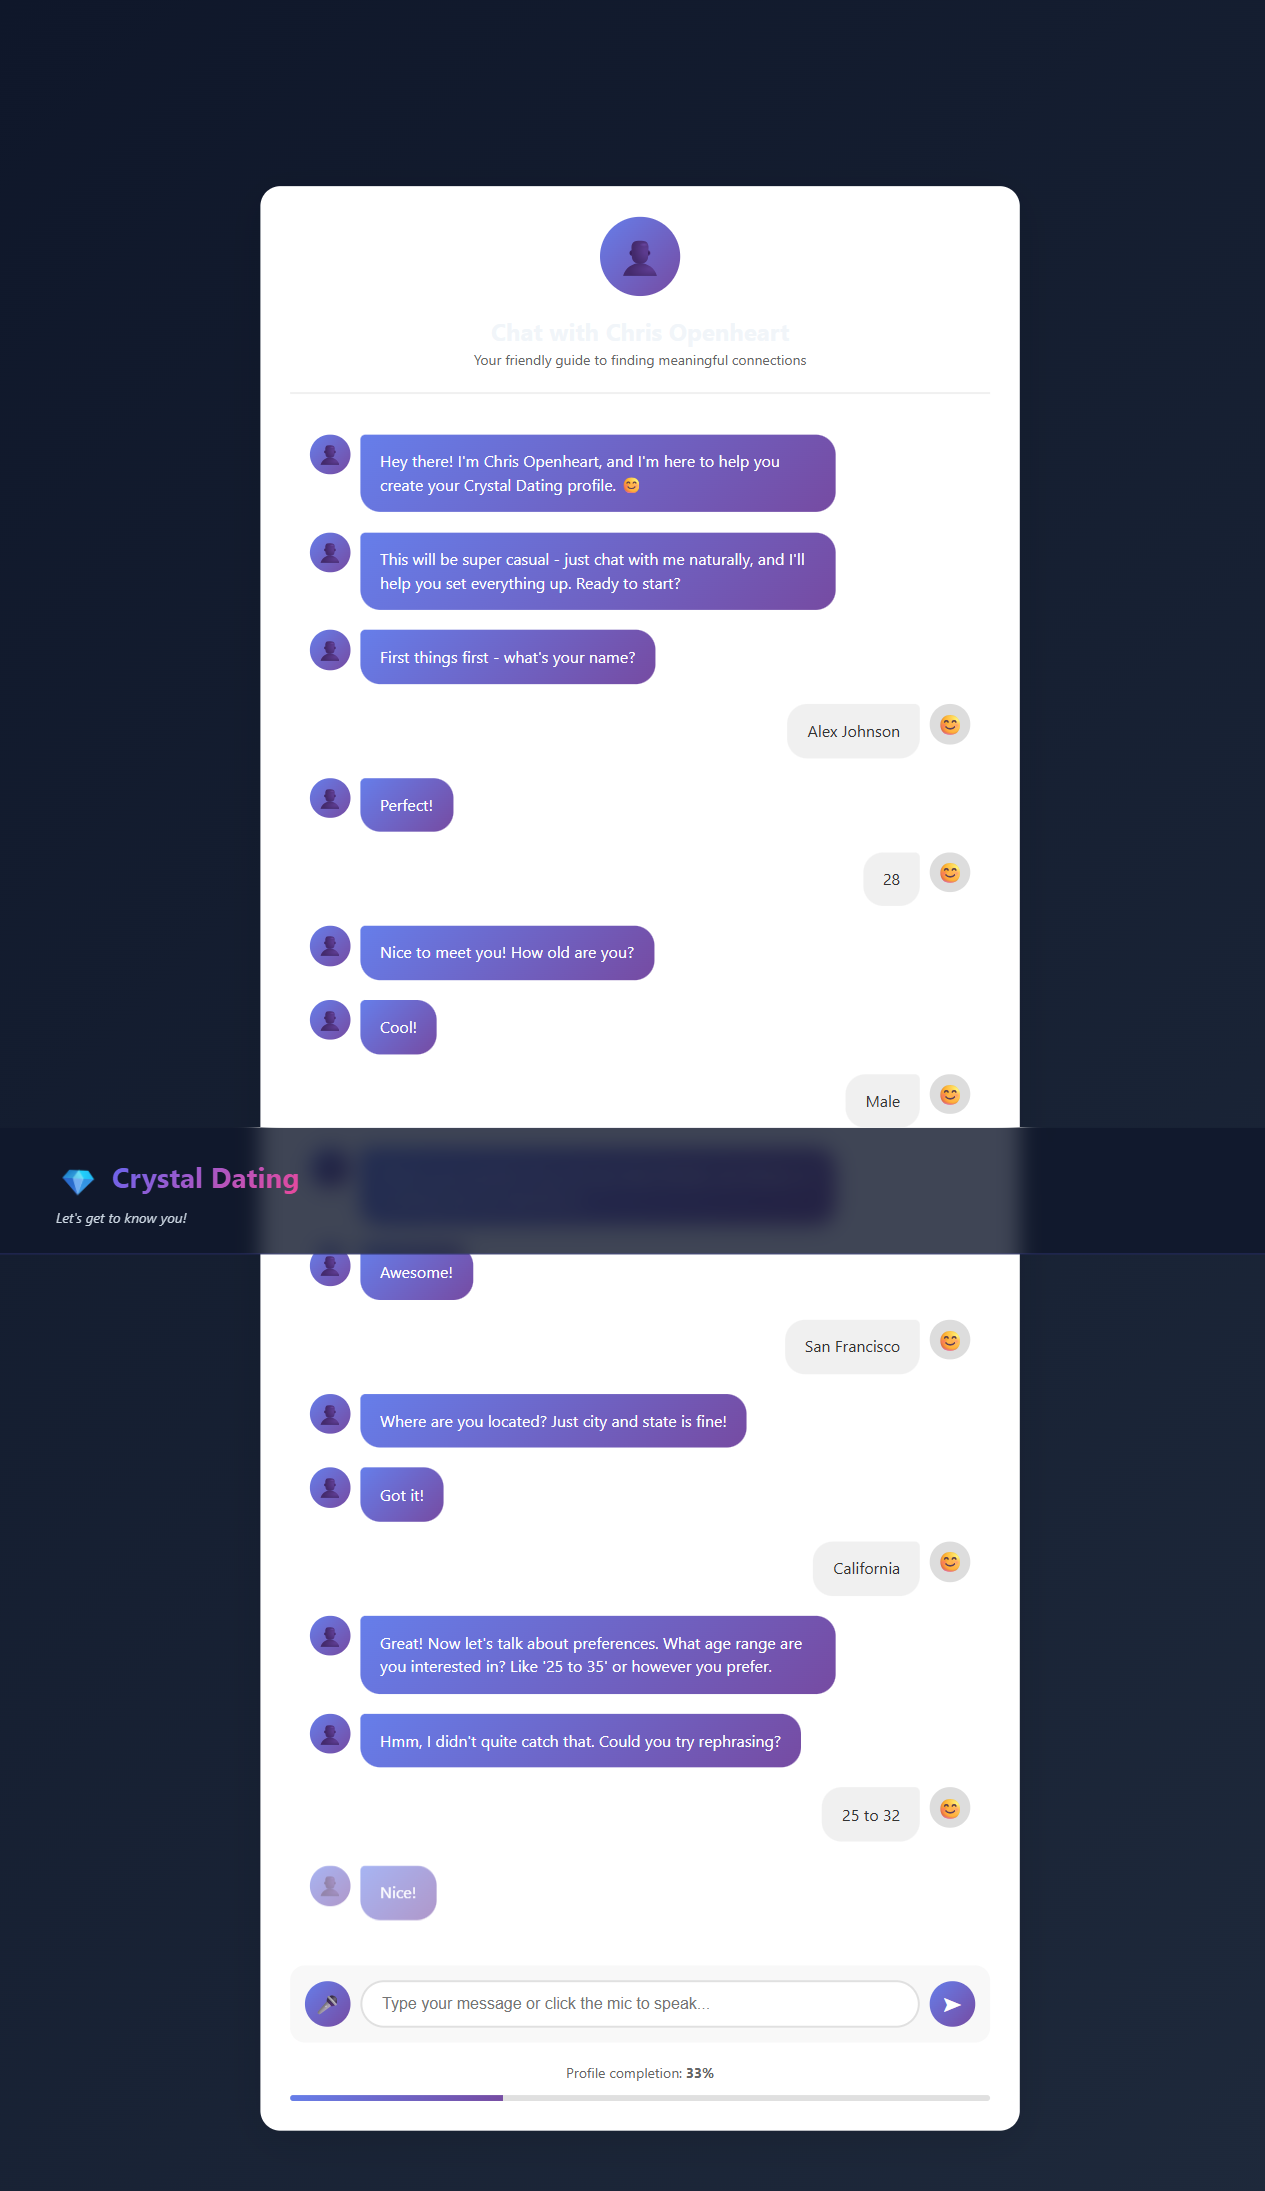 Chat with Chris Openheart
Your friendly guide to finding meaningful connections
Hey there! I'm Chris Openheart, and I'm here to help you
create your Crystal Dating profile. 😊
This will be super casual - just chat with me naturally, and I'll
help you set everything up. Ready to start?
First things first - what's your name?
Alex Johnson
Perfect!
28
Nice to meet you! How old are you?
Cool!
Male
Crystal Dating
Let's get to know you!
Awesome!
San Francisco
Where are you located? Just city and state is fine!
Got it!
California
Great! Now let's talk about preferences. What age range are
you interested in? Like '25 to 35' or however you prefer.
Hmm, I didn't quite catch that. Could you try rephrasing?
25 to 32
Nice!
Type your message or click the mic to speak...
Profile completion: 33%